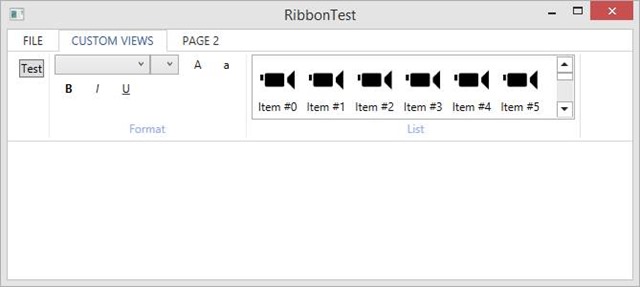 RibbonTest
FILE CUSTOM VIEWS PAGE 2
Test A a
B I U
Item #0 Item #1 Item #2 Item #3 Item #4 Item #5
Format List